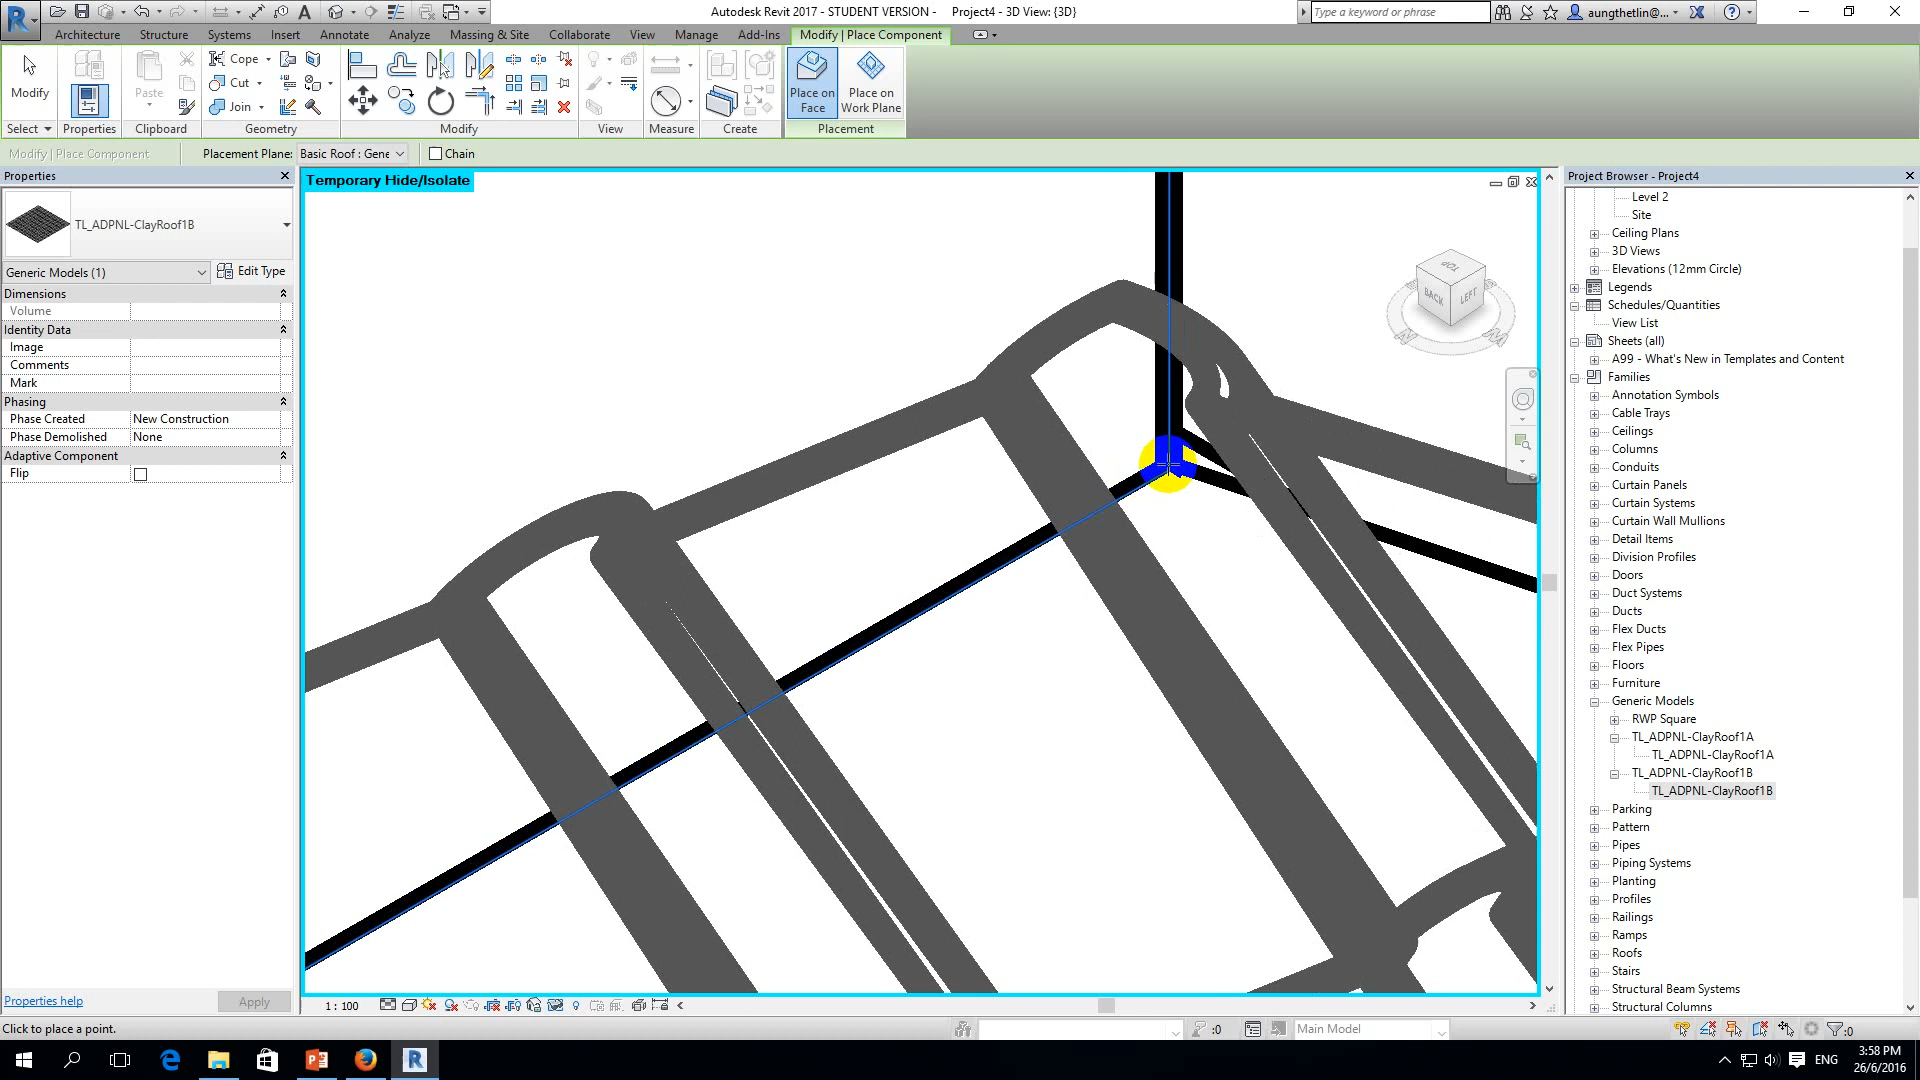 Autodesk Revit 2017 - STUDENT VERSION - Project4 - 3D View: {3D}
Type a keyword or phrase
aungthetlin@...
Architecture Structure Systems Insert Annotate Analyze Massing & Site Collaborate View Manage Add-Ins Modify | Place Component
Modify
Paste
Cope
Cut
Join
Place on Face
Place on Work Plane
Select Properties Clipboard Geometry Modify View Measure Create Placement
Modify | Place Component
Placement Plane: Basic Roof : Gene
Chain
Properties
TL_ADPNL-ClayRoof1B
Generic Models (1)
Edit Type
Dimensions
Volume
Identity Data
Image
Comments
Mark
Phasing
Phase Created New Construction
Phase Demolished None
Adaptive Component
Flip
Properties help
Apply
Temporary Hide/Isolate
TOP
BACK
LEFT
1 : 100
Project Browser - Project4
Level 2
Site
Ceiling Plans
3D Views
Elevations (12mm Circle)
Legends
Schedules/Quantities
View List
Sheets (all)
A99 - What's New in Templates and Content
Families
Annotation Symbols
Cable Trays
Ceilings
Columns
Conduits
Curtain Panels
Curtain Systems
Curtain Wall Mullions
Detail Items
Division Profiles
Doors
Duct Systems
Ducts
Flex Ducts
Flex Pipes
Floors
Furniture
Generic Models
RWP Square
TL_ADPNL-ClayRoof1A
TL_ADPNL-ClayRoof1A
TL_ADPNL-ClayRoof1B
TL_ADPNL-ClayRoof1B
Parking
Pattern
Pipes
Piping Systems
Planting
Profiles
Railings
Ramps
Roofs
Stairs
Structural Beam Systems
Structural Columns
Click to place a point.
:0
Main Model
:0
ENG
3:58 PM
26/6/2016